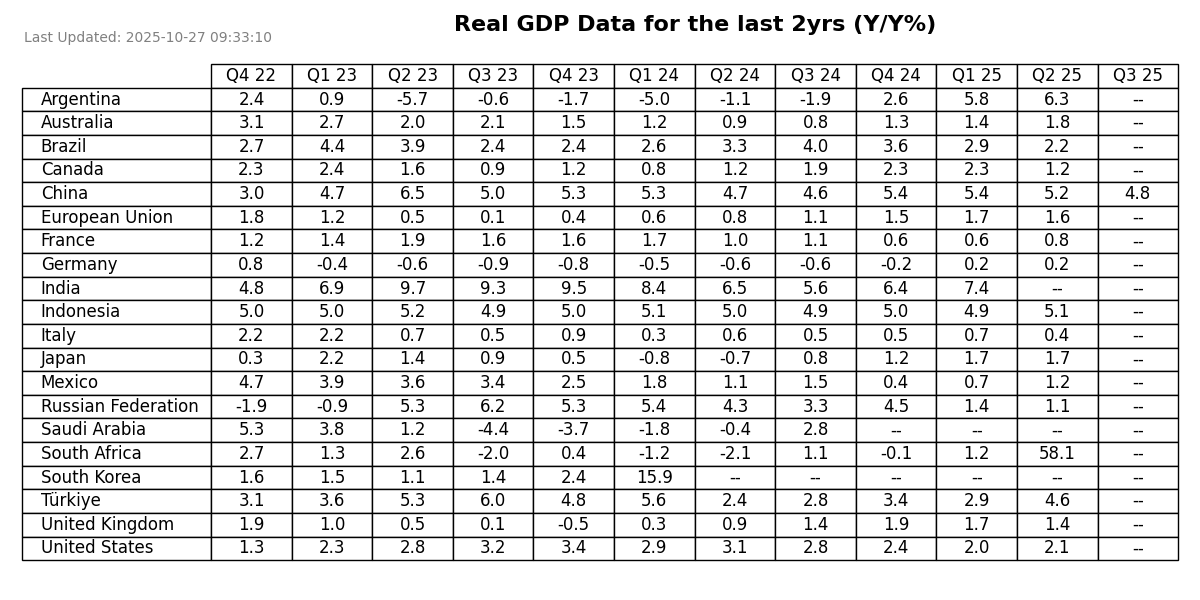 Real GDP Data for the last 2yrs (Y/Y%)
Last Updated: 2025-10-27 09:33:10
Q4 22 Q1 23 Q2 23 Q3 23 Q4 23 Q1 24 Q2 24 Q3 24 Q4 24 Q1 25 Q2 25 Q3 25
Argentina 2.4 0.9 -5.7 -0.6 -1.7 -5.0 -1.1 -1.9 2.6 5.8 6.3 --
Australia 3.1 2.7 2.0 2.1 1.5 1.2 0.9 0.8 1.3 1.4 1.8 --
Brazil 2.7 4.4 3.9 2.4 2.4 2.6 3.3 4.0 3.6 2.9 2.2 --
Canada 2.3 2.4 1.6 0.9 1.2 0.8 1.2 1.9 2.3 2.3 1.2 --
China 3.0 4.7 6.5 5.0 5.3 5.3 4.7 4.6 5.4 5.4 5.2 4.8
European Union 1.8 1.2 0.5 0.1 0.4 0.6 0.8 1.1 1.5 1.7 1.6 --
France 1.2 1.4 1.9 1.6 1.6 1.7 1.0 1.1 0.6 0.6 0.8 --
Germany 0.8 -0.4 -0.6 -0.9 -0.8 -0.5 -0.6 -0.6 -0.2 0.2 0.2 --
India 4.8 6.9 9.7 9.3 9.5 8.4 6.5 5.6 6.4 7.4 -- --
Indonesia 5.0 5.0 5.2 4.9 5.0 5.1 5.0 4.9 5.0 4.9 5.1 --
Italy 2.2 2.2 0.7 0.5 0.9 0.3 0.6 0.5 0.5 0.7 0.4 --
Japan 0.3 2.2 1.4 0.9 0.5 -0.8 -0.7 0.8 1.2 1.7 1.7 --
Mexico 4.7 3.9 3.6 3.4 2.5 1.8 1.1 1.5 0.4 0.7 1.2 --
Russian Federation -1.9 -0.9 5.3 6.2 5.3 5.4 4.3 3.3 4.5 1.4 1.1 --
Saudi Arabia 5.3 3.8 1.2 -4.4 -3.7 -1.8 -0.4 2.8 -- -- -- --
South Africa 2.7 1.3 2.6 -2.0 0.4 -1.2 -2.1 1.1 -0.1 1.2 58.1 --
South Korea 1.6 1.5 1.1 1.4 2.4 15.9 -- -- -- -- -- --
Türkiye 3.1 3.6 5.3 6.0 4.8 5.6 2.4 2.8 3.4 2.9 4.6 --
United Kingdom 1.9 1.0 0.5 0.1 -0.5 0.3 0.9 1.4 1.9 1.7 1.4 --
United States 1.3 2.3 2.8 3.2 3.4 2.9 3.1 2.8 2.4 2.0 2.1 --